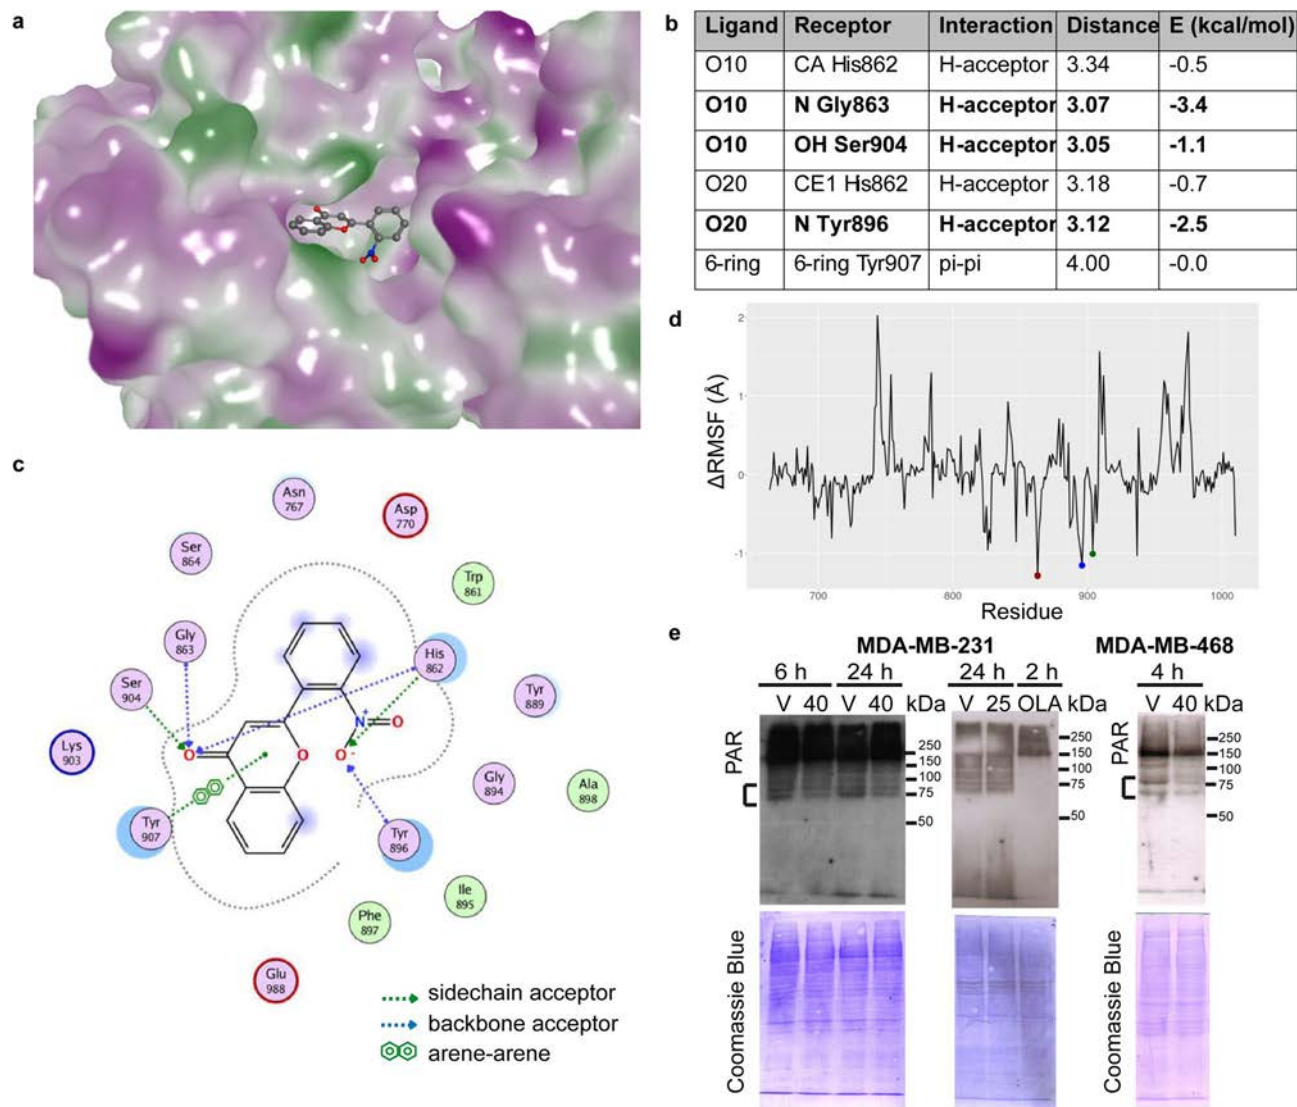 a
b
Ligand Receptor Interaction Distance E (kcal/mol)
O10 CA His862 H-acceptor 3.34 -0.5
O10 N Gly863 H-acceptor 3.07 -3.4
O10 OH Ser904 H-acceptor 3.05 -1.1
O20 CE1 His862 H-acceptor 3.18 -0.7
O20 N Tyr896 H-acceptor 3.12 -2.5
6-ring 6-ring Tyr907 pi-pi 4.00 -0.0
c
Asn
767
Asp
770
Ser
864
Trp
861
Gly
863
His
862
Ser
904
Tyr
889
Lys
903
O
O
N+
O
O-
Gly
894
Ala
898
Tyr
907
Tyr
896
Ile
895
Phe
897
Glu
988
sidechain acceptor
backbone acceptor
arene-arene
d
ΔRMSF (Å)
2
1
0
-1
700 800 900 1000
Residue
e
MDA-MB-231 MDA-MB-468
6 h 24 h 24 h 2 h 4 h
V 40 V 40 kDa V 25 OLA kDa V 40 kDa
PAR
250
150
100
75
50
250
150
100
75
50
PAR
250
150
100
75
50
Coomassie Blue
Coomassie Blue